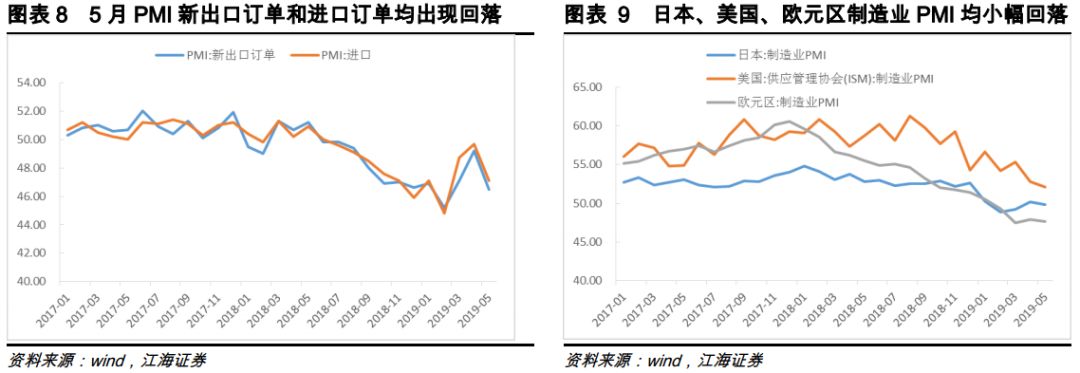 图表 8 5 月 PMI 新出口订单和进口订单均出现回落
PMI:新出口订单 PMI:进口
54.00
52.00
50.00
48.00
46.00
44.00
42.00
40.00
2017-01 2017-03 2017-05 2017-07 2017-09 2017-11 2018-01 2018-03 2018-05 2018-07 2018-09 2018-11 2019-01 2019-03 2019-05
资料来源：wind，江海证券
图表 9 日本、美国、欧元区制造业 PMI 均小幅回落
日本:制造业PMI
美国:供应管理协会(ISM):制造业PMI
欧元区:制造业PMI
65.00
60.00
55.00
50.00
45.00
40.00
2017-01 2017-03 2017-05 2017-07 2017-09 2017-11 2018-01 2018-03 2018-05 2018-07 2018-09 2018-11 2019-01 2019-03 2019-05
资料来源：wind，江海证券